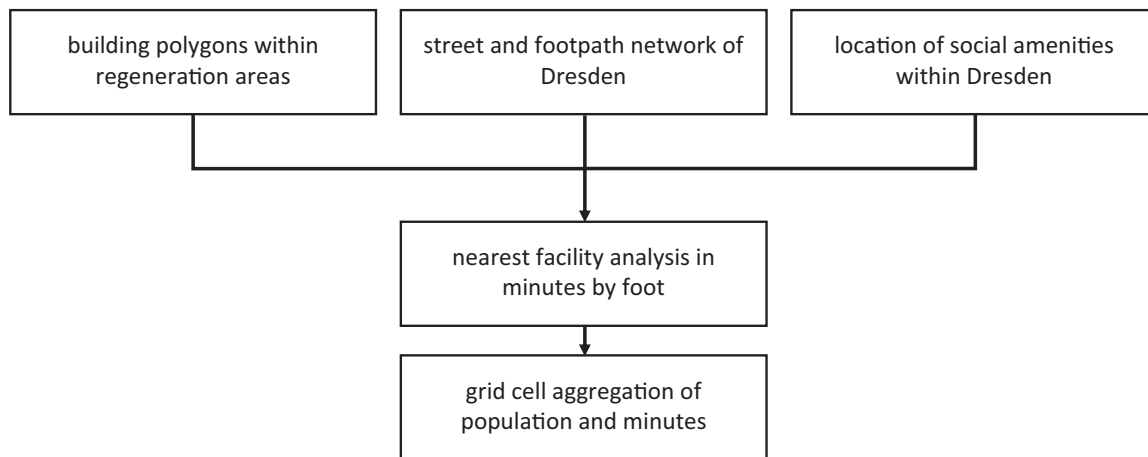 building polygons within
regeneration areas
street and footpath network of
Dresden
location of social amenities
within Dresden
nearest facility analysis in
minutes by foot
grid cell aggregation of
population and minutes